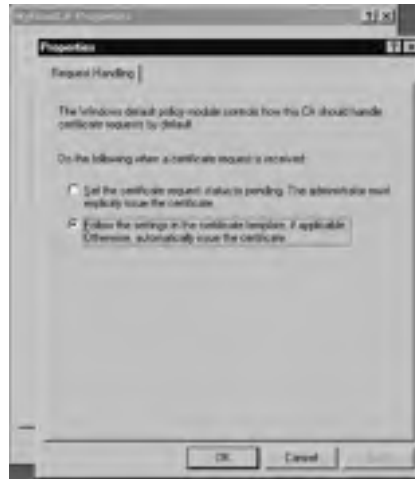 Properties
Properties
Request Handling
The Windows default policy module controls how this CA should handle
certificate requests by default.
Do the following when a certificate request is received:
Set the certificate request status to pending. The administrator must
explicitly issue the certificate.
Follow the settings in the certificate template, if applicable.
Otherwise, automatically issue the certificate.
OK
Cancel